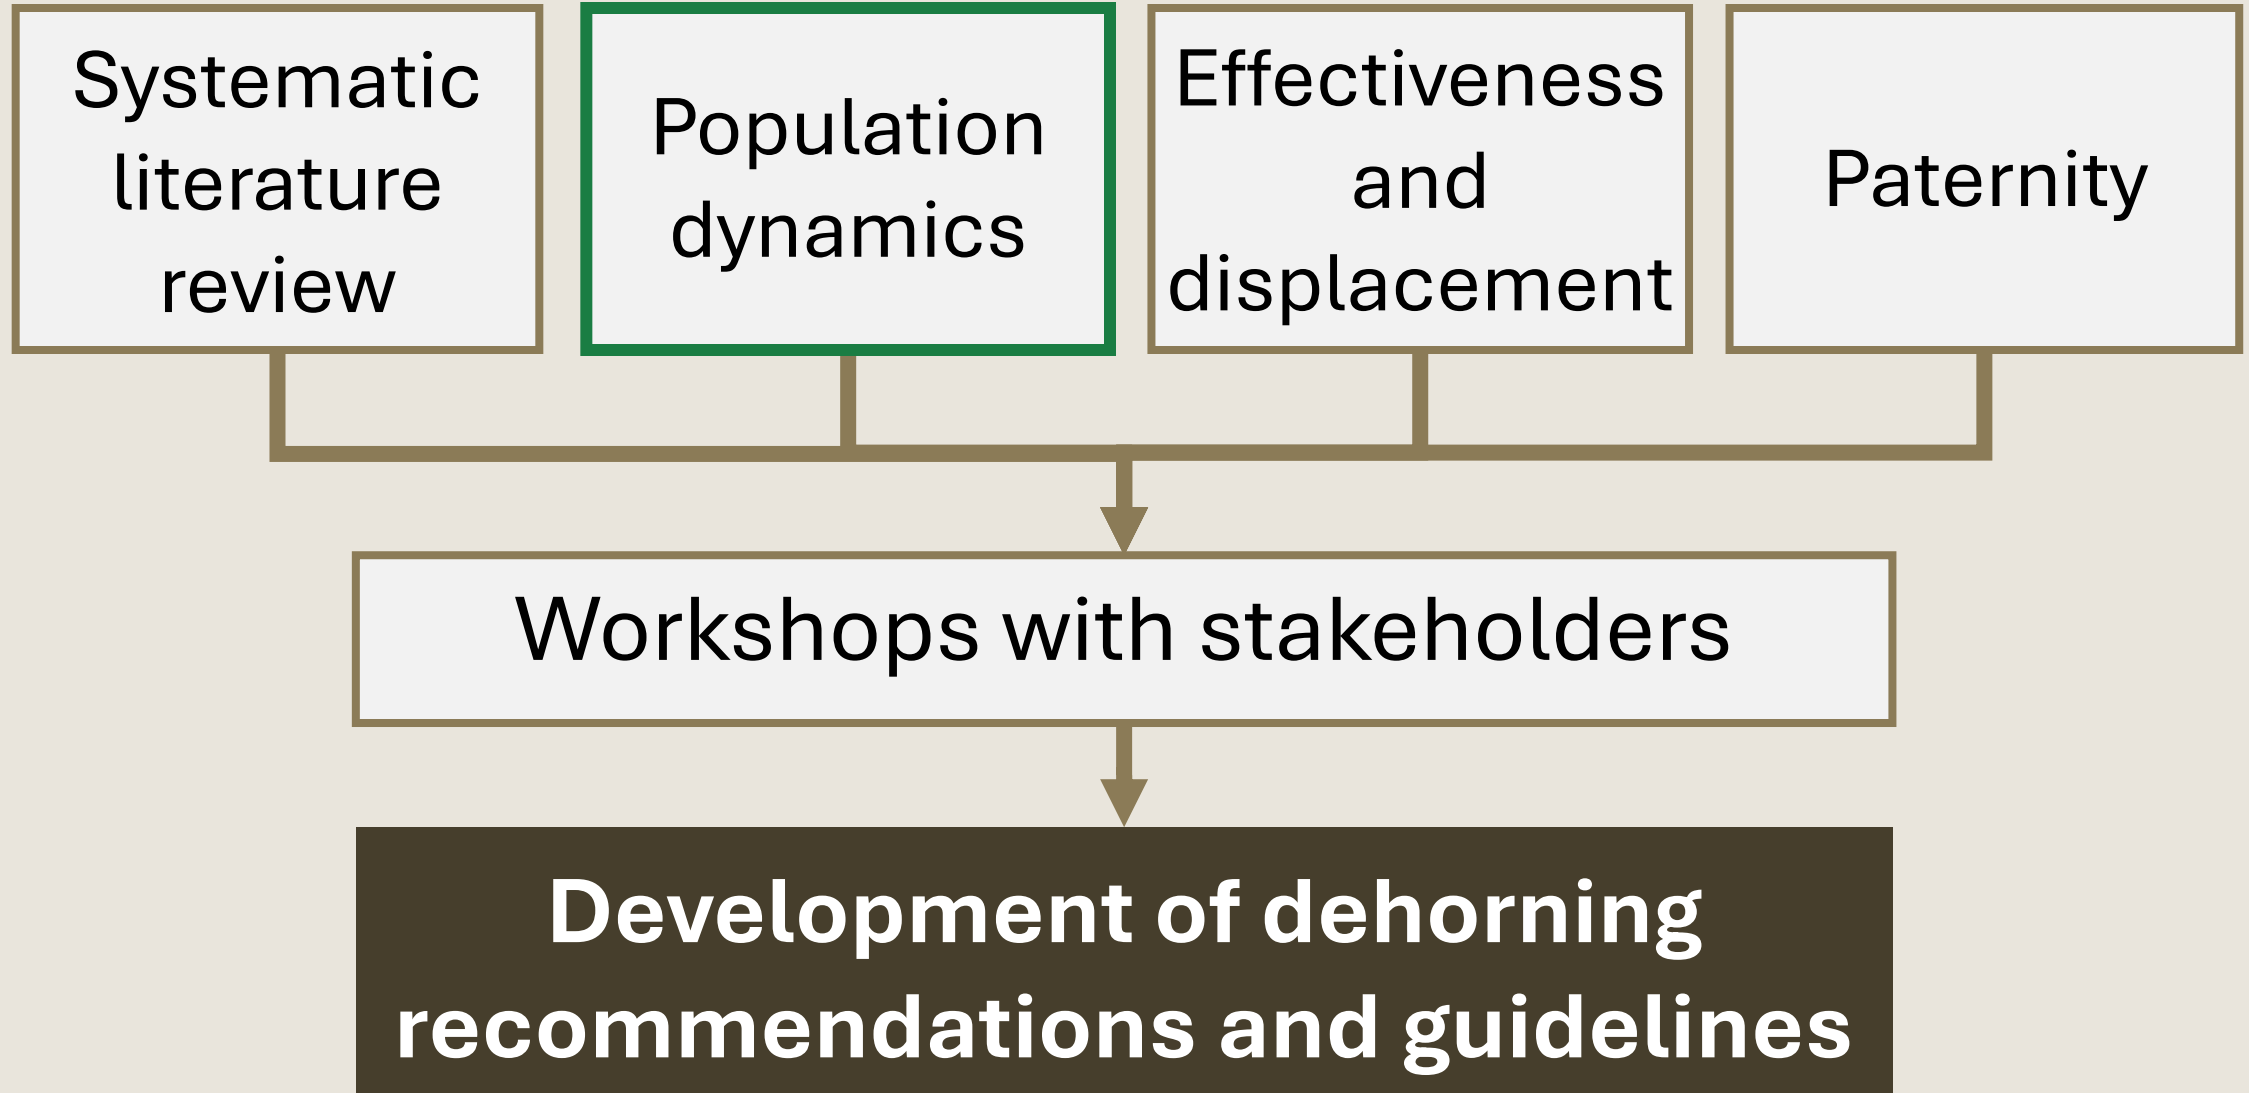 Systematic
literature
review
Population
dynamics
Effectiveness
and
displacement
Paternity
Workshops with stakeholders
Development of dehorning
recommendations and guidelines